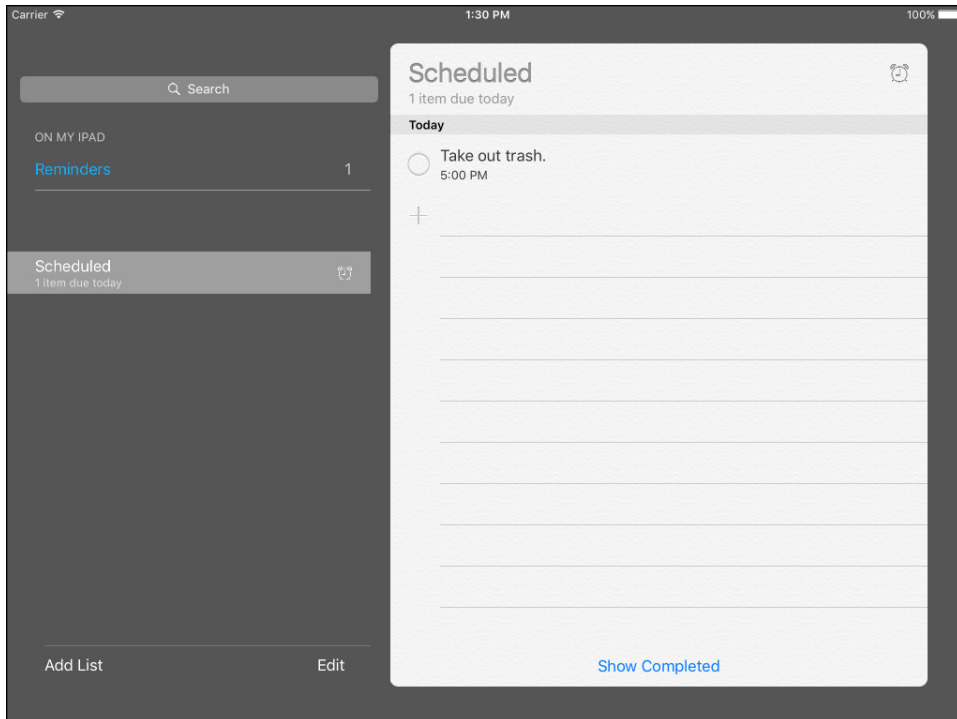 Carrier
1:30 PM
100%
Search
ON MY IPAD
Reminders 1
Scheduled
1 item due today
Add List
Edit
Scheduled
1 item due today
Today
Take out trash.
5:00 PM
Show Completed